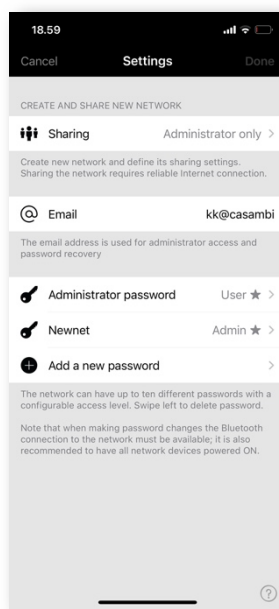 18.59
Cancel Settings Done
CREATE AND SHARE NEW NETWORK
Sharing Administrator only >
Create new network and define its sharing settings.
Sharing the network requires reliable Internet connection.
@ Email kk@casambi
The email address is used for administrator access and
password recovery
Administrator password User ★ >
Newnet Admin ★ >
Add a new password >
The network can have up to ten different passwords with a
configurable access level. Swipe left to delete password.
Note that when making password changes the Bluetooth
connection to the network must be available; it is also
recommended to have all network devices powered ON.
?